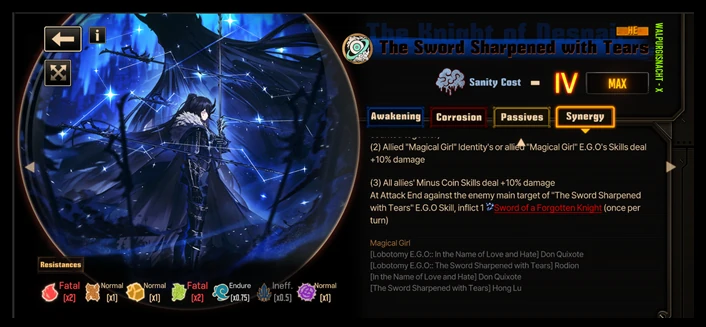 The Knight of Despair
HE
The Sword Sharpened with Tears
WALPURGISNACHT - X
Sanity Cost - IV MAX
Awakening Corrosion Passives Synergy
(2) Allied "Magical Girl" Identity's or allied "Magical Girl" E.G.O's Skills deal
+10% damage
(3) All allies' Minus Coin Skills deal +10% damage
At Attack End against the enemy main target of "The Sword Sharpened
with Tears" E.G.O Skill, inflict 1 Sword of a Forgotten Knight (once per
turn)
Magical Girl
[Lobotomy E.G.O:: In the Name of Love and Hate] Don Quixote
[Lobotomy E.G.O:: The Sword Sharpened with Tears] Rodion
[In the Name of Love and Hate] Don Quixote
[The Sword Sharpened with Tears] Hong Lu
i
Resistances
Fatal Normal Normal Fatal Endure Ineff. Normal
[x2] [x1] [x1] [x2] [x0.75] [x0.5] [x1]